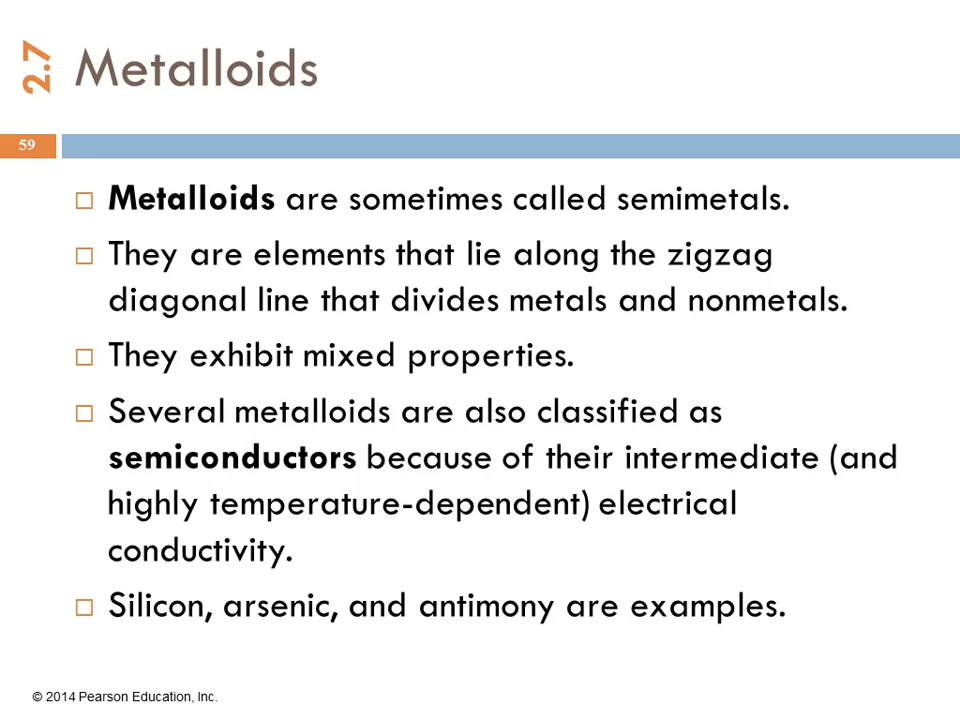 2.7
Metalloids
59
Metalloids are sometimes called semimetals.
They are elements that lie along the zigzag
diagonal line that divides metals and nonmetals.
They exhibit mixed properties.
Several metalloids are also classified as
semiconductors because of their intermediate (and
highly temperature-dependent) electrical
conductivity.
Silicon, arsenic, and antimony are examples.
© 2014 Pearson Education, Inc.